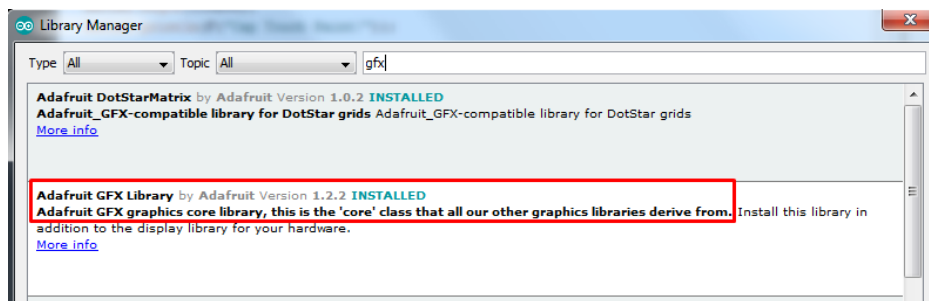 Library Manager
Type All Topic All gfx
Adafruit DotStarMatrix by Adafruit Version 1.0.2 INSTALLED
Adafruit_GFX-compatible library for DotStar grids Adafruit_GFX-compatible library for DotStar grids
More info
Adafruit GFX Library by Adafruit Version 1.2.2 INSTALLED
Adafruit GFX graphics core library, this is the 'core' class that all our other graphics libraries derive from. Install this library in
addition to the display library for your hardware.
More info